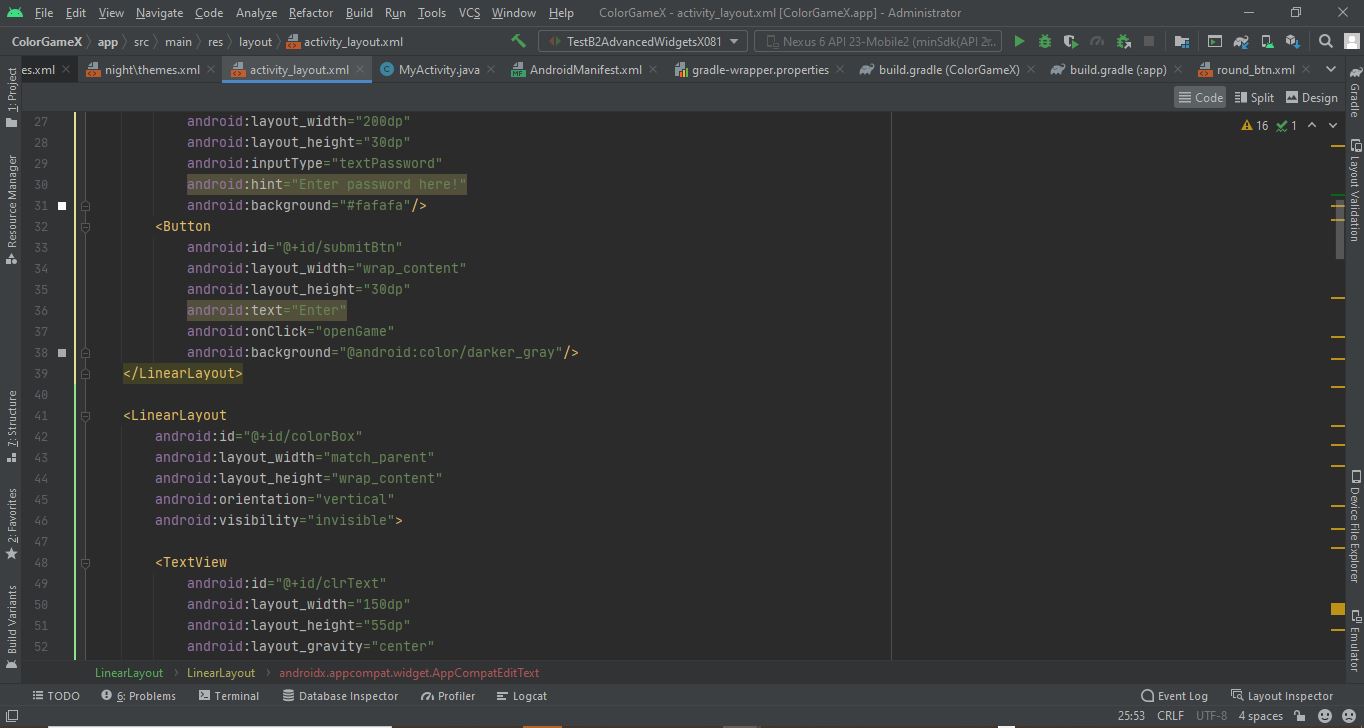 File Edit View Navigate Code Analyze Refactor Build Run Tools VCS Window Help ColorGameX - activity_layout.xml [ColorGameX.app] - Administrator
ColorGameX app src main res layout activity_layout.xml TestB2AdvancedWidgetsX081 Nexus 6 API 23-Mobile2 (minSdk(API 2
es.xml night\themes.xml activity_layout.xml MyActivity.java AndroidManifest.xml gradle-wrapper.properties build.gradle (ColorGameX) build.gradle (:app) round_btn.xml
Code Split Design
16 1
27 android:layout_width="200dp"
28 android:layout_height="30dp"
29 android:inputType="textPassword"
30 android:hint="Enter password here!"
31 android:background="#fafafa"/>
32 <Button
33 android:id="@+id/submitBtn"
34 android:layout_width="wrap_content"
35 android:layout_height="30dp"
36 android:text="Enter"
37 android:onClick="openGame"
38 android:background="@android:color/darker_gray"/>
39 </LinearLayout>
40
41 <LinearLayout
42 android:id="@+id/colorBox"
43 android:layout_width="match_parent"
44 android:layout_height="wrap_content"
45 android:orientation="vertical"
46 android:visibility="invisible">
47
48 <TextView
49 android:id="@+id/clrText"
50 android:layout_width="150dp"
51 android:layout_height="55dp"
52 android:layout_gravity="center"
1: Project
Resource Manager
7: Structure
2: Favorites
Build Variants
Gradle
Layout Validation
Device File Explorer
Emulator
LinearLayout LinearLayout androidx.appcompat.widget.AppCompatEditText
TODO 6: Problems Terminal Database Inspector Profiler Logcat Event Log Layout Inspector
25:53 CRLF UTF-8 4 spaces